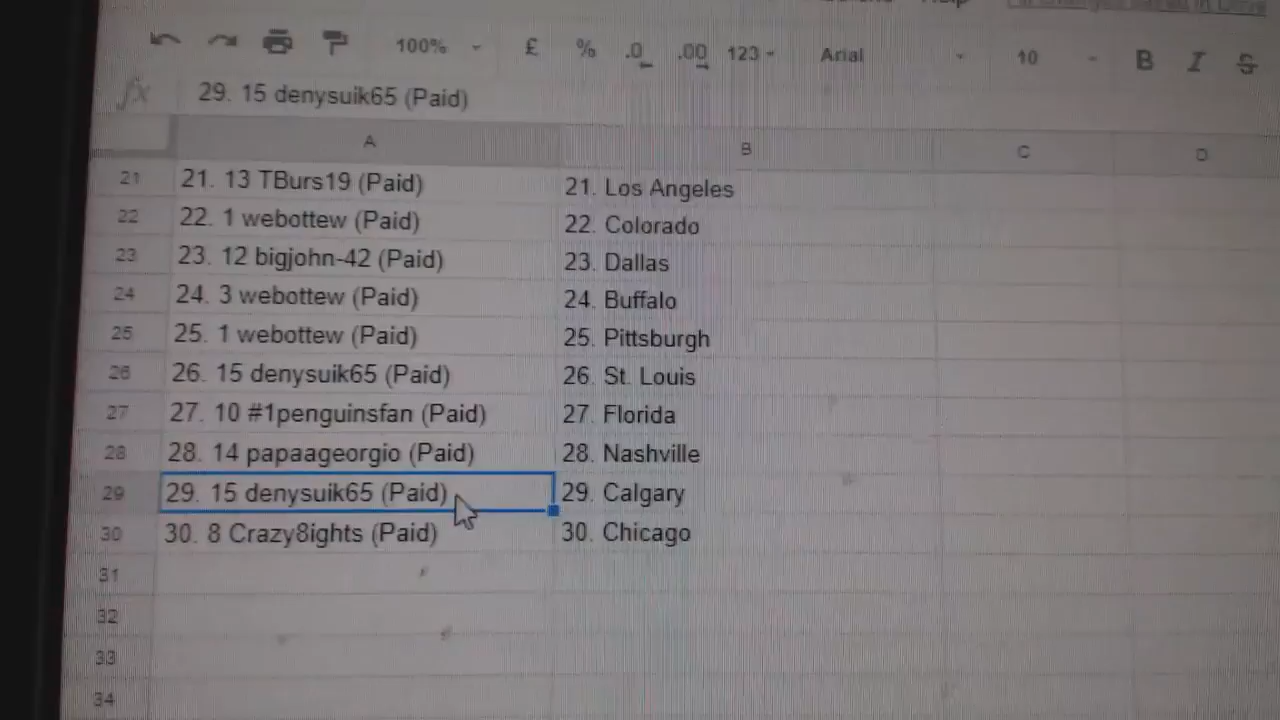 100% £ % .0 .00 123 Arial 10 B I S
fx 29. 15 denysuik65 (Paid)
A B C D
21 21. 13 TBurs19 (Paid) 21. Los Angeles
22 22. 1 webottew (Paid) 22. Colorado
23 23. 12 bigjohn-42 (Paid) 23. Dallas
24 24. 3 webottew (Paid) 24. Buffalo
25 25. 1 webottew (Paid) 25. Pittsburgh
26 26. 15 denysuik65 (Paid) 26. St. Louis
27 27. 10 #1penguinsfan (Paid) 27. Florida
28 28. 14 papaageorgio (Paid) 28. Nashville
29 29. 15 denysuik65 (Paid) 29. Calgary
30 30. 8 Crazy8ights (Paid) 30. Chicago
31
32
33
34